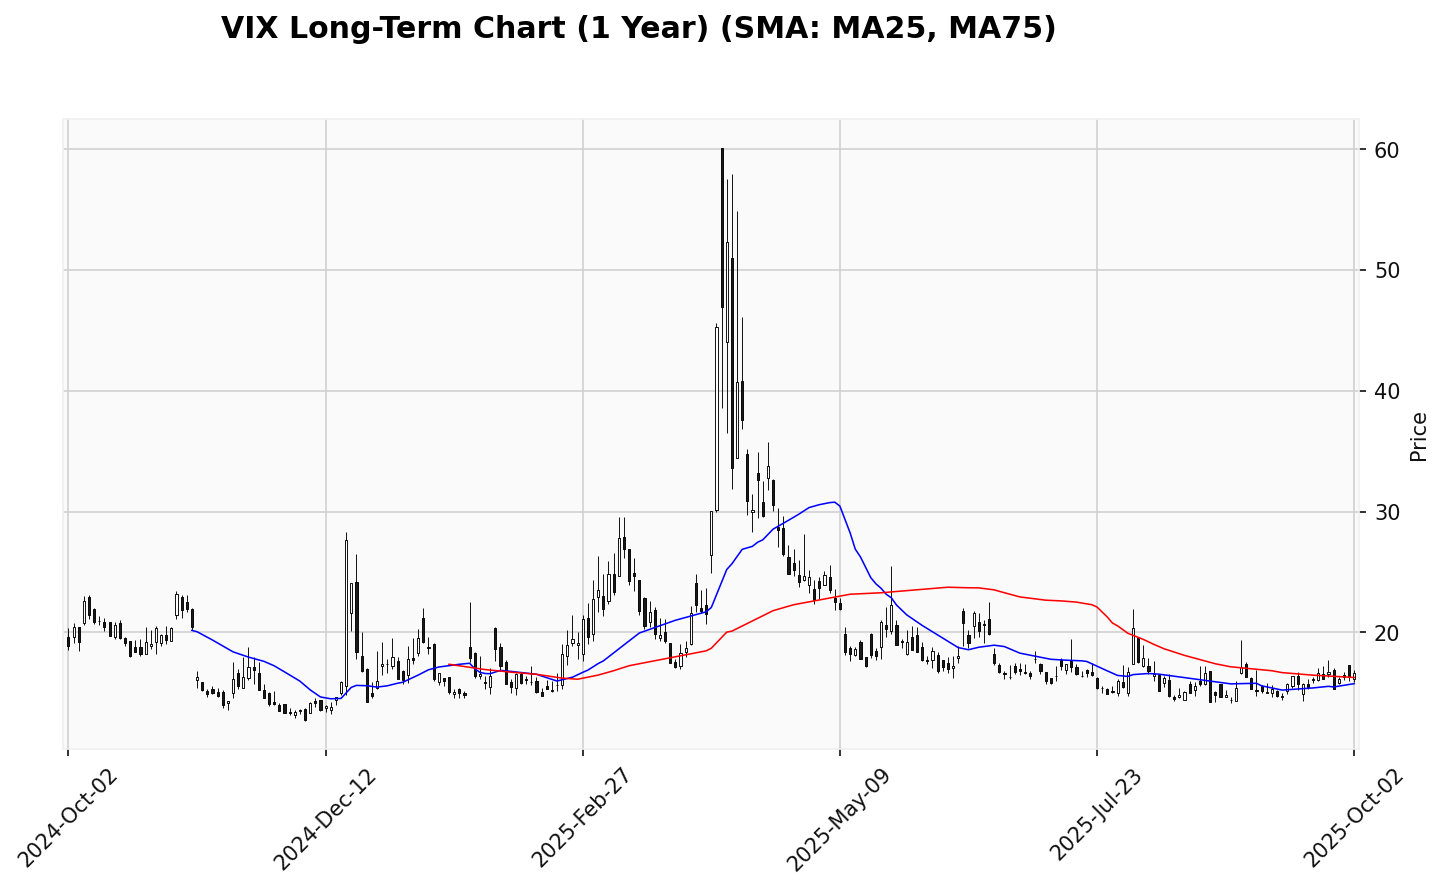 VIX Long-Term Chart (1 Year) (SMA: MA25, MA75)
60
50
40
30
20
Price
2024-Oct-02
2024-Dec-12
2025-Feb-27
2025-May-09
2025-Jul-23
2025-Oct-02